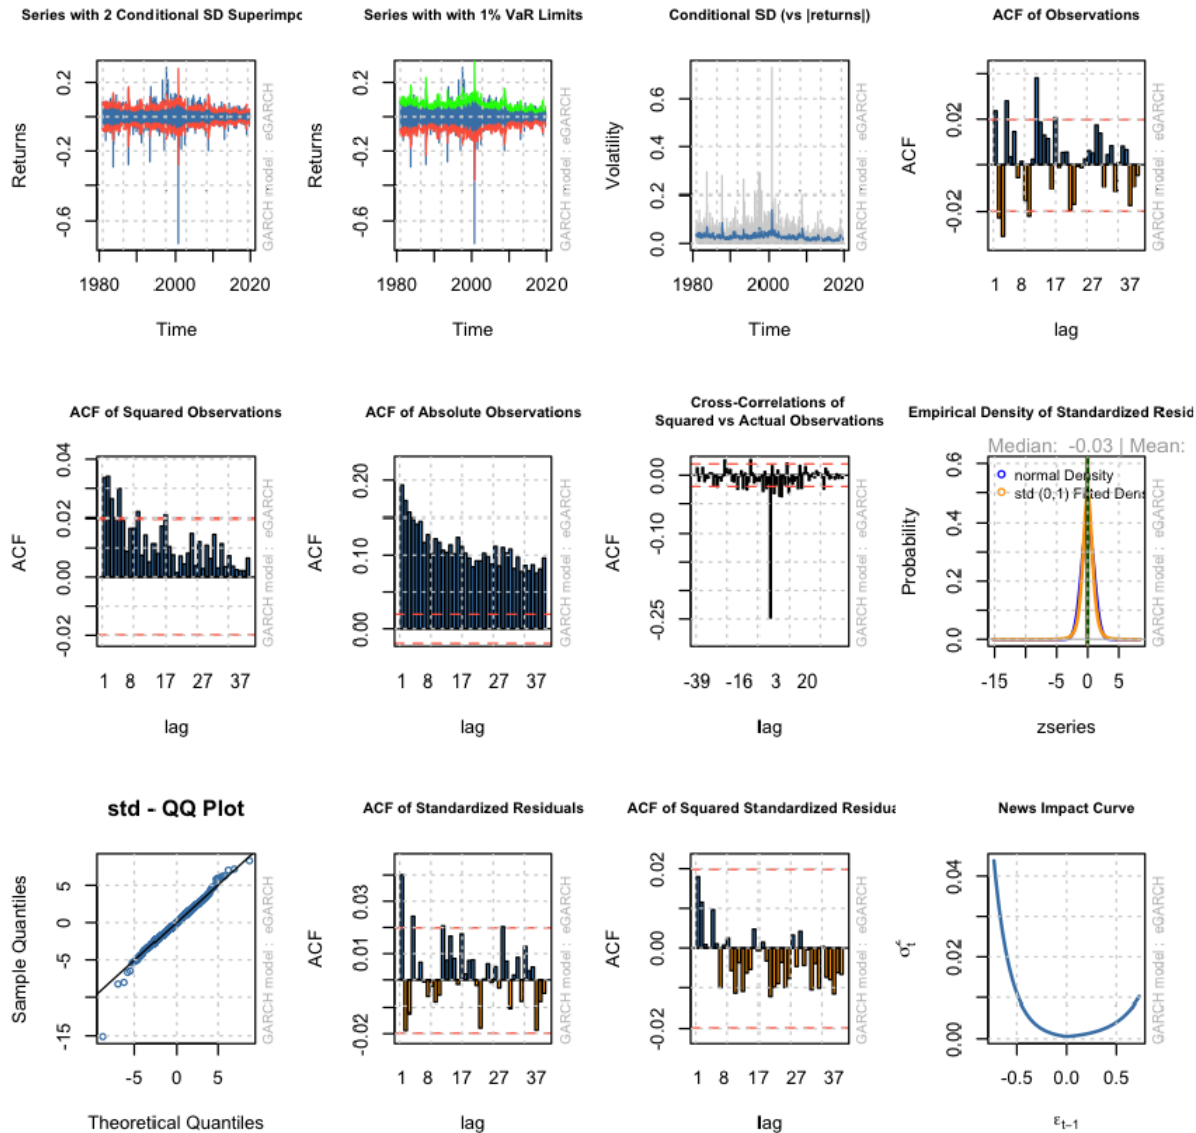 Series with 2 Conditional SD Superimpo
0.2
-0.2
-0.6
Returns
1980 2000 2020
Time
GARCH model : eGARCH
Series with with 1% VaR Limits
0.2
-0.2
-0.6
Returns
1980 2000 2020
Time
GARCH model : eGARCH
Conditional SD (vs |returns|)
0.6
0.4
0.2
0.0
Volatility
1980 2000 2020
Time
GARCH model : eGARCH
ACF of Observations
0.02
-0.02
ACF
1 8 17 27 37
lag
GARCH model : eGARCH
ACF of Squared Observations
0.04
0.02
0.00
-0.02
ACF
1 8 17 27 37
lag
GARCH model : eGARCH
ACF of Absolute Observations
0.20
0.10
0.00
ACF
1 8 17 27 37
lag
GARCH model : eGARCH
Cross-Correlations of
Squared vs Actual Observations
0.00
-0.10
-0.25
ACF
-39 -16 3 20
lag
GARCH model : eGARCH
Empirical Density of Standardized Resid
Median: -0.03 | Mean:
normal Density
std (0,1) Fitted Dens
0.6
0.4
0.2
0.0
Probability
-15 -5 0 5
zseries
GARCH model : eGARCH
std - QQ Plot
5
0
-5
-15
Sample Quantiles
-5 0 5
Theoretical Quantiles
GARCH model : eGARCH
ACF of Standardized Residuals
0.03
0.01
-0.02
ACF
1 8 17 27 37
lag
GARCH model : eGARCH
ACF of Squared Standardized Residua
0.02
0.00
-0.02
ACF
1 8 17 27 37
lag
GARCH model : eGARCH
News Impact Curve
0.04
0.02
0.00
-0.5 0.0 0.5
εt−1
GARCH model : eGARCH